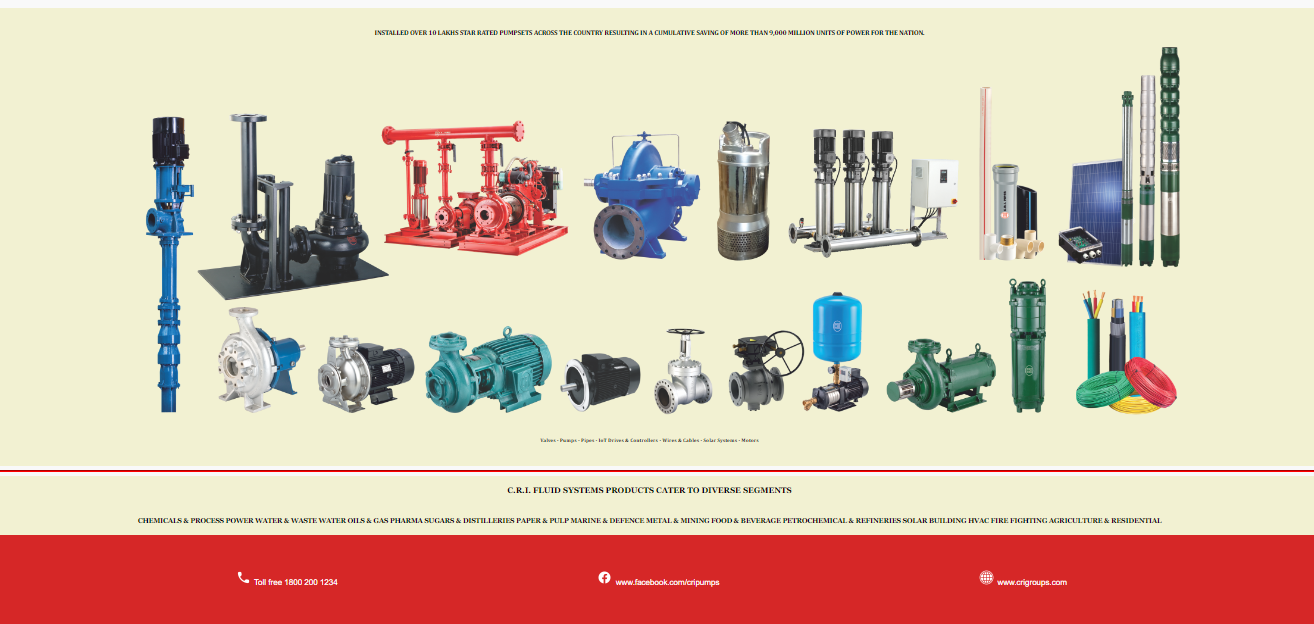 INSTALLED OVER 10 LAKHS STAR RATED PUMPSETS ACROSS THE COUNTRY RESULTING IN A CUMULATIVE SAVING OF MORE THAN 9,000 MILLION UNITS OF POWER FOR THE NATION.
Valves - Pumps - Pipes - IoT Drives & Controllers - Wires & Cables - Solar Systems - Motors
C.R.I. FLUID SYSTEMS PRODUCTS CATER TO DIVERSE SEGMENTS
CHEMICALS & PROCESS POWER WATER & WASTE WATER OILS & GAS PHARMA SUGARS & DISTILLERIES PAPER & PULP MARINE & DEFENCE METAL & MINING FOOD & BEVERAGE PETROCHEMICAL & REFINERIES SOLAR BUILDING HVAC FIRE FIGHTING AGRICULTURE & RESIDENTIAL
Toll free 1800 200 1234
www.facebook.com/cripumps
www.crigroups.com